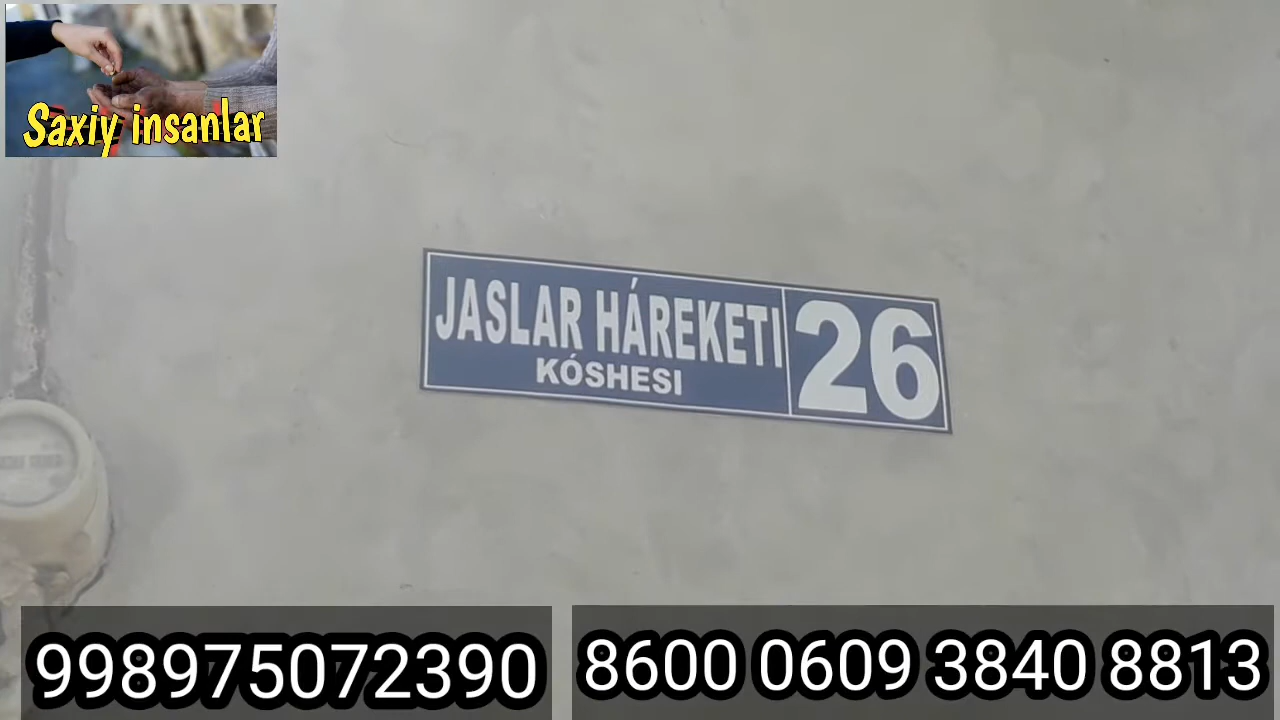 Saxiy insanlar
JASLAR HÁREKETI
KÓSHESI
26
998975072390
8600 0609 3840 8813